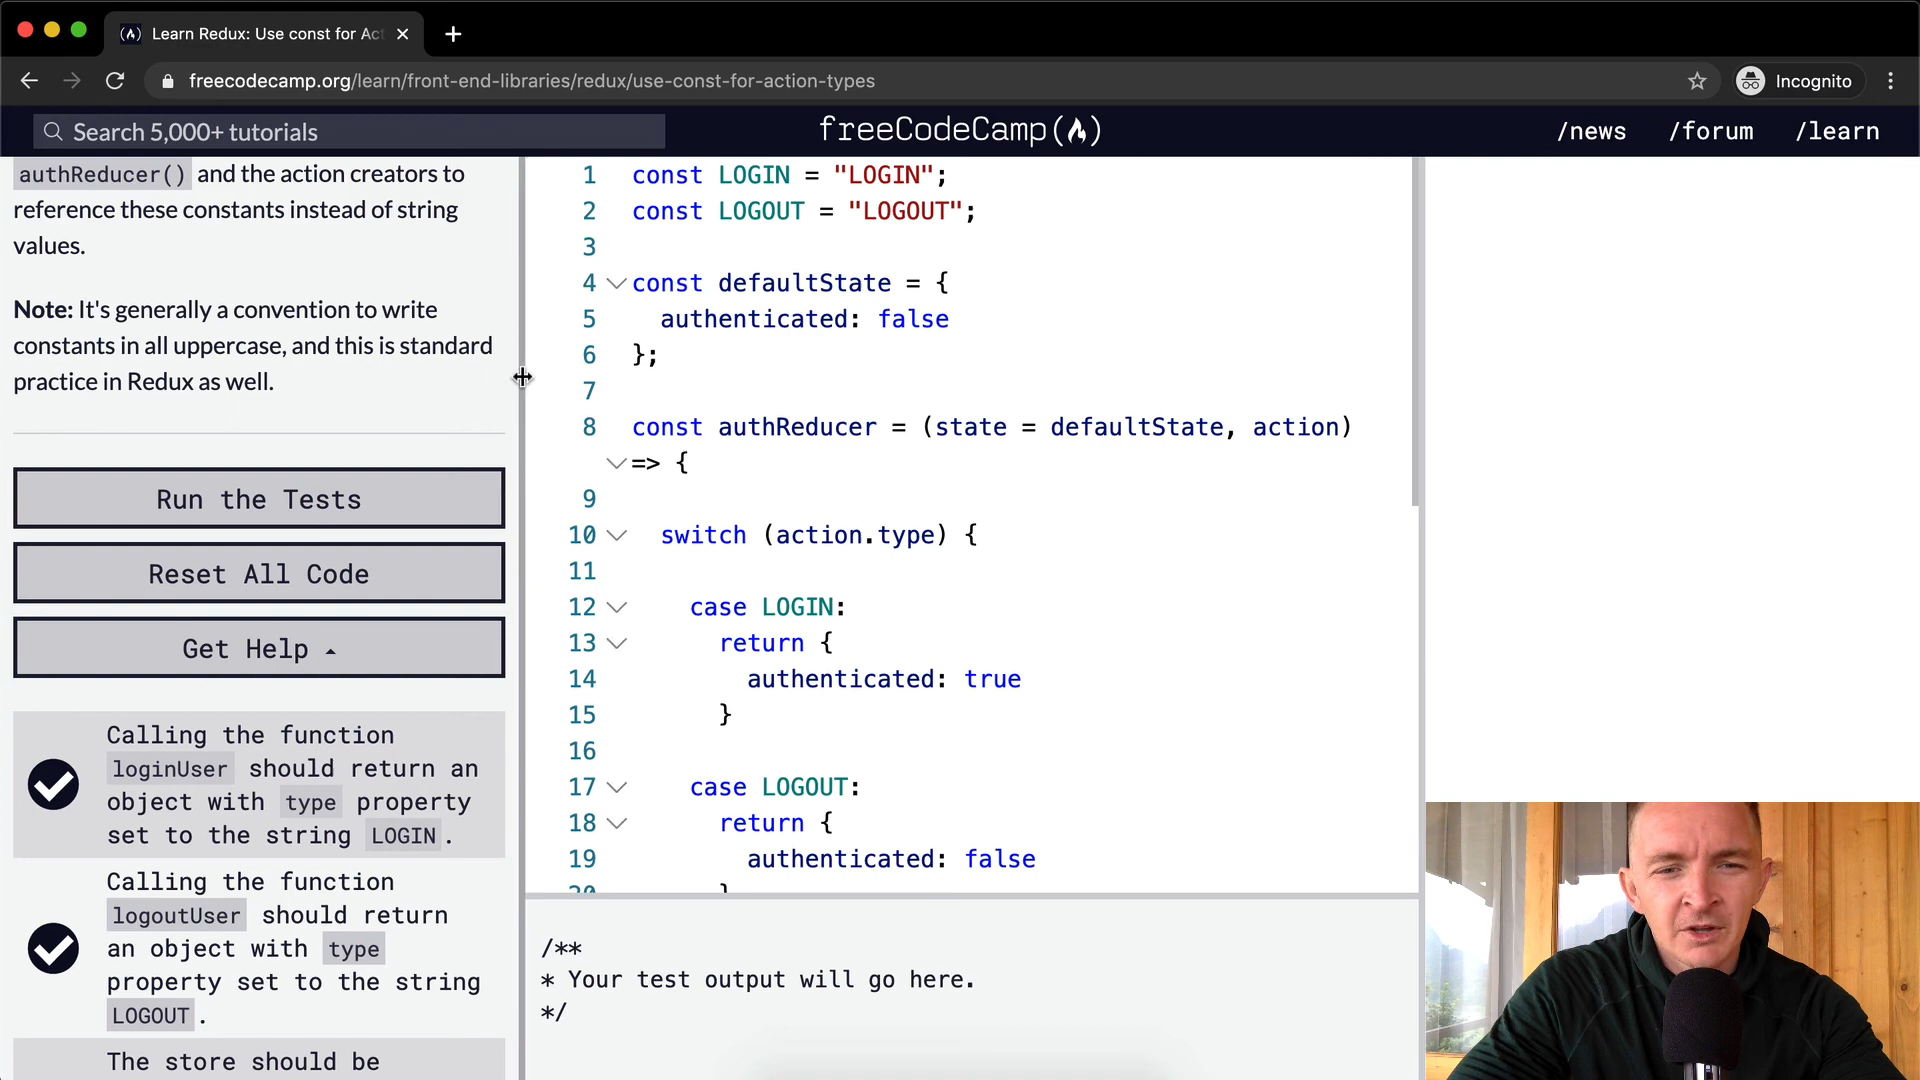 Learn Redux: Use const for Act
freecodecamp.org/learn/front-end-libraries/redux/use-const-for-action-types
Incognito
Search 5,000+ tutorials
freeCodeCamp
/news /forum /learn
authReducer() and the action creators to
reference these constants instead of string
values.
Note: It's generally a convention to write
constants in all uppercase, and this is standard
practice in Redux as well.
Run the Tests
Reset All Code
Get Help
Calling the function
loginUser should return an
object with type property
set to the string LOGIN.
Calling the function
logoutUser should return
an object with type
property set to the string
LOGOUT.
The store should be
1 const LOGIN = "LOGIN";
2 const LOGOUT = "LOGOUT";
3
4 const defaultState = {
5 authenticated: false
6 };
7
8 const authReducer = (state = defaultState, action)
=> {
9
10 switch (action.type) {
11
12 case LOGIN:
13 return {
14 authenticated: true
15 }
16
17 case LOGOUT:
18 return {
19 authenticated: false
20 }
/**
* Your test output will go here.
*/